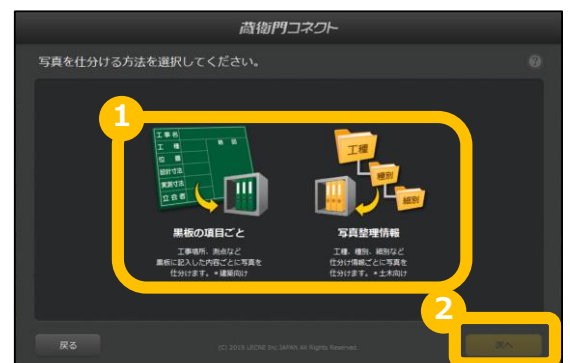 蔵衛門コネクト
写真を仕分ける方法を選択してください。
?
1
工事名
工 種
位 置
設計寸法
実測寸法
立会者
略 図
工種
種別
細別
黒板の項目ごと
写真整理情報
工事場所、測点など
黒板に記入した内容ごとに写真を
仕分けます。*建築向け
工種、種別、細別など
仕分け情報ごとに写真を
仕分けます。*土木向け
2
戻る
(C) 2019 LECRE Inc JAPAN All Rights Reserved.
次へ